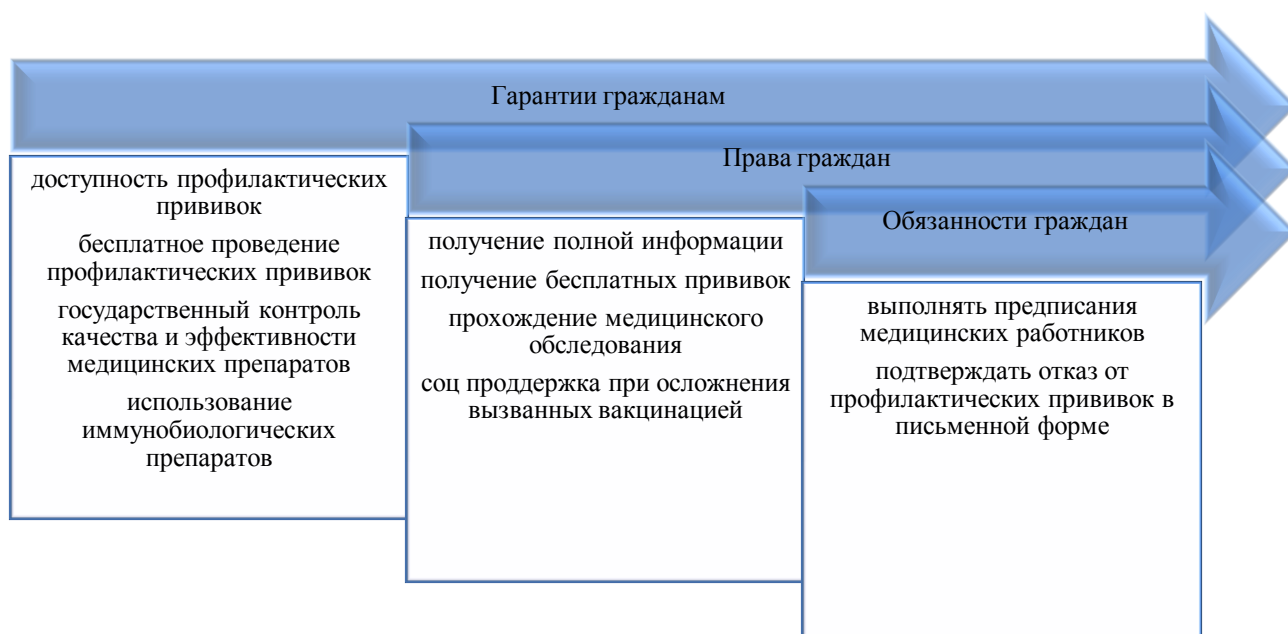 Гарантии гражданам
доступность профилактических
прививок
бесплатное проведение
профилактических прививок
государственный контроль
качества и эффективности
медицинских препаратов
использование
иммунобиологических
препаратов
Права граждан
получение полной информации
получение бесплатных прививок
прохождение медицинского
обследования
соц проддержка при осложнения
вызванных вакцинацией
Обязанности граждан
выполнять предписания
медицинских работников
подтверждать отказ от
профилактических прививок в
письменной форме